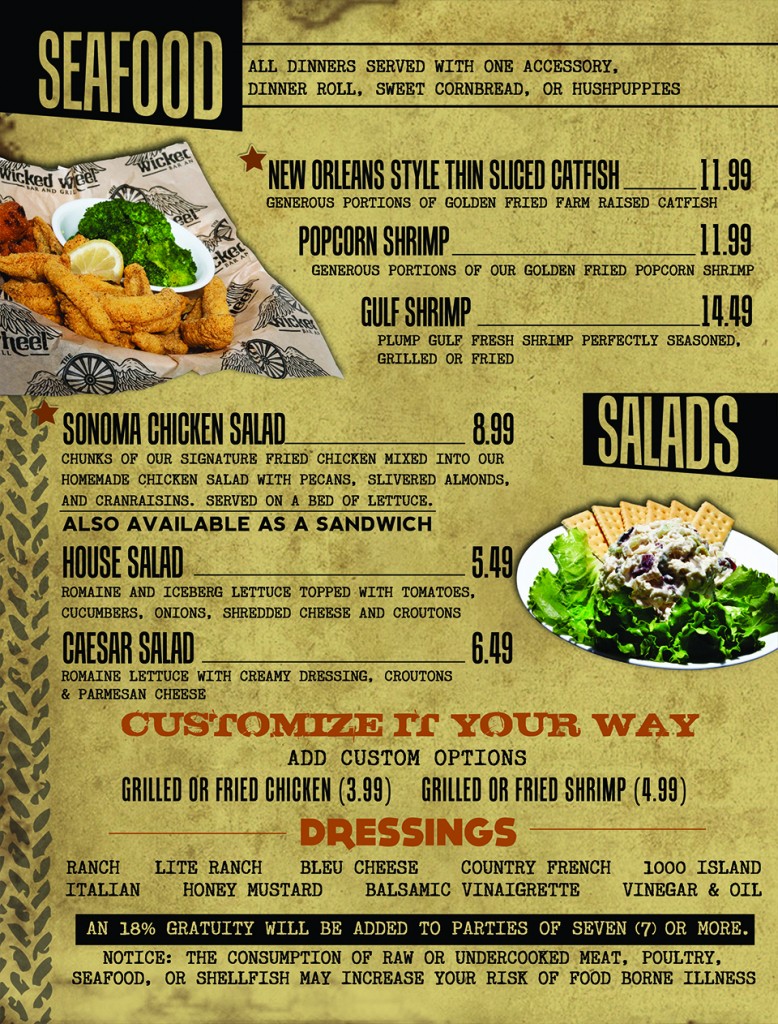 SEAFOOD
ALL DINNERS SERVED WITH ONE ACCESSORY,
DINNER ROLL, SWEET CORNBREAD, OR HUSHPUPPIES
NEW ORLEANS STYLE THIN SLICED CATFISH 11.99
GENEROUS PORTIONS OF GOLDEN FRIED FARM RAISED CATFISH
POPCORN SHRIMP 11.99
GENEROUS PORTIONS OF OUR GOLDEN FRIED POPCORN SHRIMP
GULF SHRIMP 14.49
PLUMP GULF FRESH SHRIMP PERFECTLY SEASONED,
GRILLED OR FRIED
wicked wheel
BAR AND GRILL
wicked
SALADS
SONOMA CHICKEN SALAD 8.99
CHUNKS OF OUR SIGNATURE FRIED CHICKEN MIXED INTO OUR
HOMEMADE CHICKEN SALAD WITH PECANS, SLIVERED ALMONDS,
AND CRANRAISINS. SERVED ON A BED OF LETTUCE.
ALSO AVAILABLE AS A SANDWICH
HOUSE SALAD 5.49
ROMAINE AND ICEBERG LETTUCE TOPPED WITH TOMATOES,
CUCUMBERS, ONIONS, SHREDDED CHEESE AND CROUTONS
CAESAR SALAD 6.49
ROMAINE LETTUCE WITH CREAMY DRESSING, CROUTONS
& PARMESAN CHEESE
CUSTOMIZE IT YOUR WAY
ADD CUSTOM OPTIONS
GRILLED OR FRIED CHICKEN (3.99) GRILLED OR FRIED SHRIMP (4.99)
DRESSINGS
RANCH LITE RANCH BLEU CHEESE COUNTRY FRENCH 1000 ISLAND
ITALIAN HONEY MUSTARD BALSAMIC VINAIGRETTE VINEGAR & OIL
AN 18% GRATUITY WILL BE ADDED TO PARTIES OF SEVEN (7) OR MORE.
NOTICE: THE CONSUMPTION OF RAW OR UNDERCOOKED MEAT, POULTRY,
SEAFOOD, OR SHELLFISH MAY INCREASE YOUR RISK OF FOOD BORNE ILLNESS